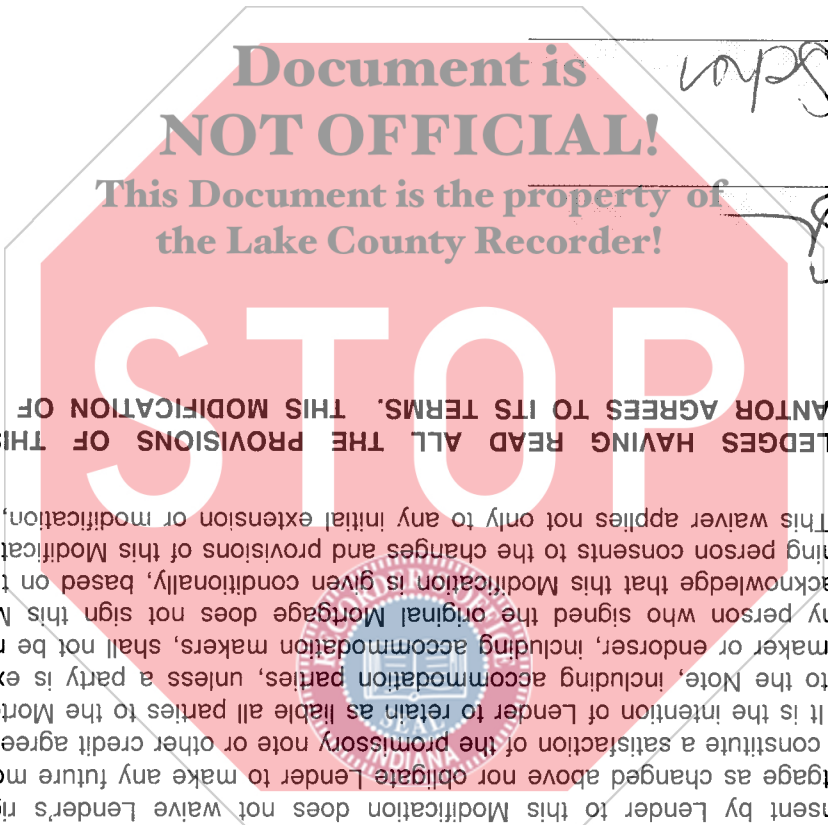 Document is
NOT OFFICIAL!
This Document is the property of
the Lake County Recorder!
STOP
RECORDER OFFICE
SEAL
INDIANA
nsent by Lender to this Modification does not waive Lender's ri
tgage as changed above nor obligate Lender to make any future mo
constitute a satisfaction of the promissory note or other credit agree
It is the intention of Lender to retain as liable all parties to the Mor
to the Note, including accommodation parties, unless a party is ex
maker or endorser, including accommodation makers, shall not be r
ny person who signed the original Mortgage does not sign this M
acknowledge that this Modification is given conditionally, based on t
ning person consents to the changes and provisions of this Modificat
This waiver applies not only to any initial extension or modification,
LEDGES HAVING READ ALL THE PROVISIONS OF THIS
ANTOR AGREES TO ITS TERMS. THIS MODIFICATION OF